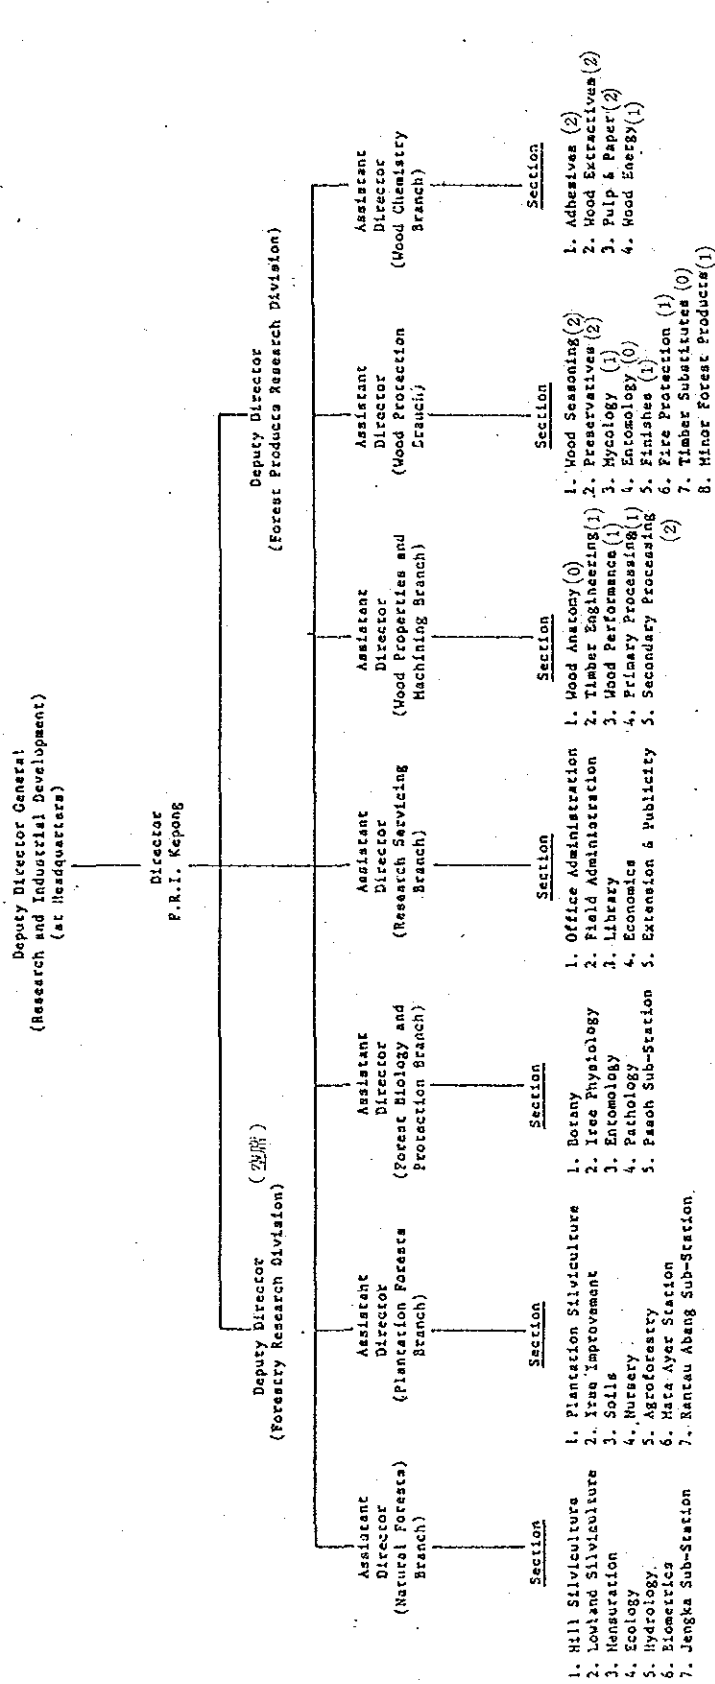 Deputy Director General
(Research and Industrial Development)
(at Headquarters)
Director
F.R.I. Kepong
Deputy Director
(Forestry Research Division)
(空席)
Deputy Director
(Forest Products Research Division)
Assistant
Director
(Natural Forests)
Branch)
Section
1. Hill Silviculture
2. Lowland Silviculture
3. Mensuration
4. Ecology
5. Hydrology
6. Biometrics
7. Jengka Sub-Station
Assistant
Director
(Plantation Forests
Branch)
Section
1. Plantation Silviculture
2. Tree Improvement
3. Soils
4. Nursery
5. Agroforestry
6. Mata Ayer Station
7. Rantau Abang Sub-Station
Assistant
Director
(Forest Biology and
Protection Branch)
Section
1. Botany
2. Tree Physiology
3. Entomology
4. Pathology
5. Pasoh Sub-Station
Assistant
Director
(Research Servicing
Branch)
Section
1. Office Administration
2. Field Administration
3. Library
4. Economics
5. Extension & Publicity
Assistant
Director
(Wood Properties and
Machining Branch)
Section
1. Wood Anatomy (0)
2. Timber Engineering (1)
3. Wood Performance (1)
4. Primary Processing (1)
5. Secondary Processing
(2)
Assistant
Director
(Wood Protection
Branch)
Section
1. Wood Seasoning (2)
2. Preservatives (2)
3. Mycology (1)
4. Entomology (0)
5. Finishes (1)
6. Fire Protection (1)
7. Timber Substitutes (0)
8. Minor Forest Products (1)
Assistant
Director
(Wood Chemistry
Branch)
Section
1. Adhesives (2)
2. Wood Extractives (2)
3. Pulp & Paper (2)
4. Wood Energy (1)